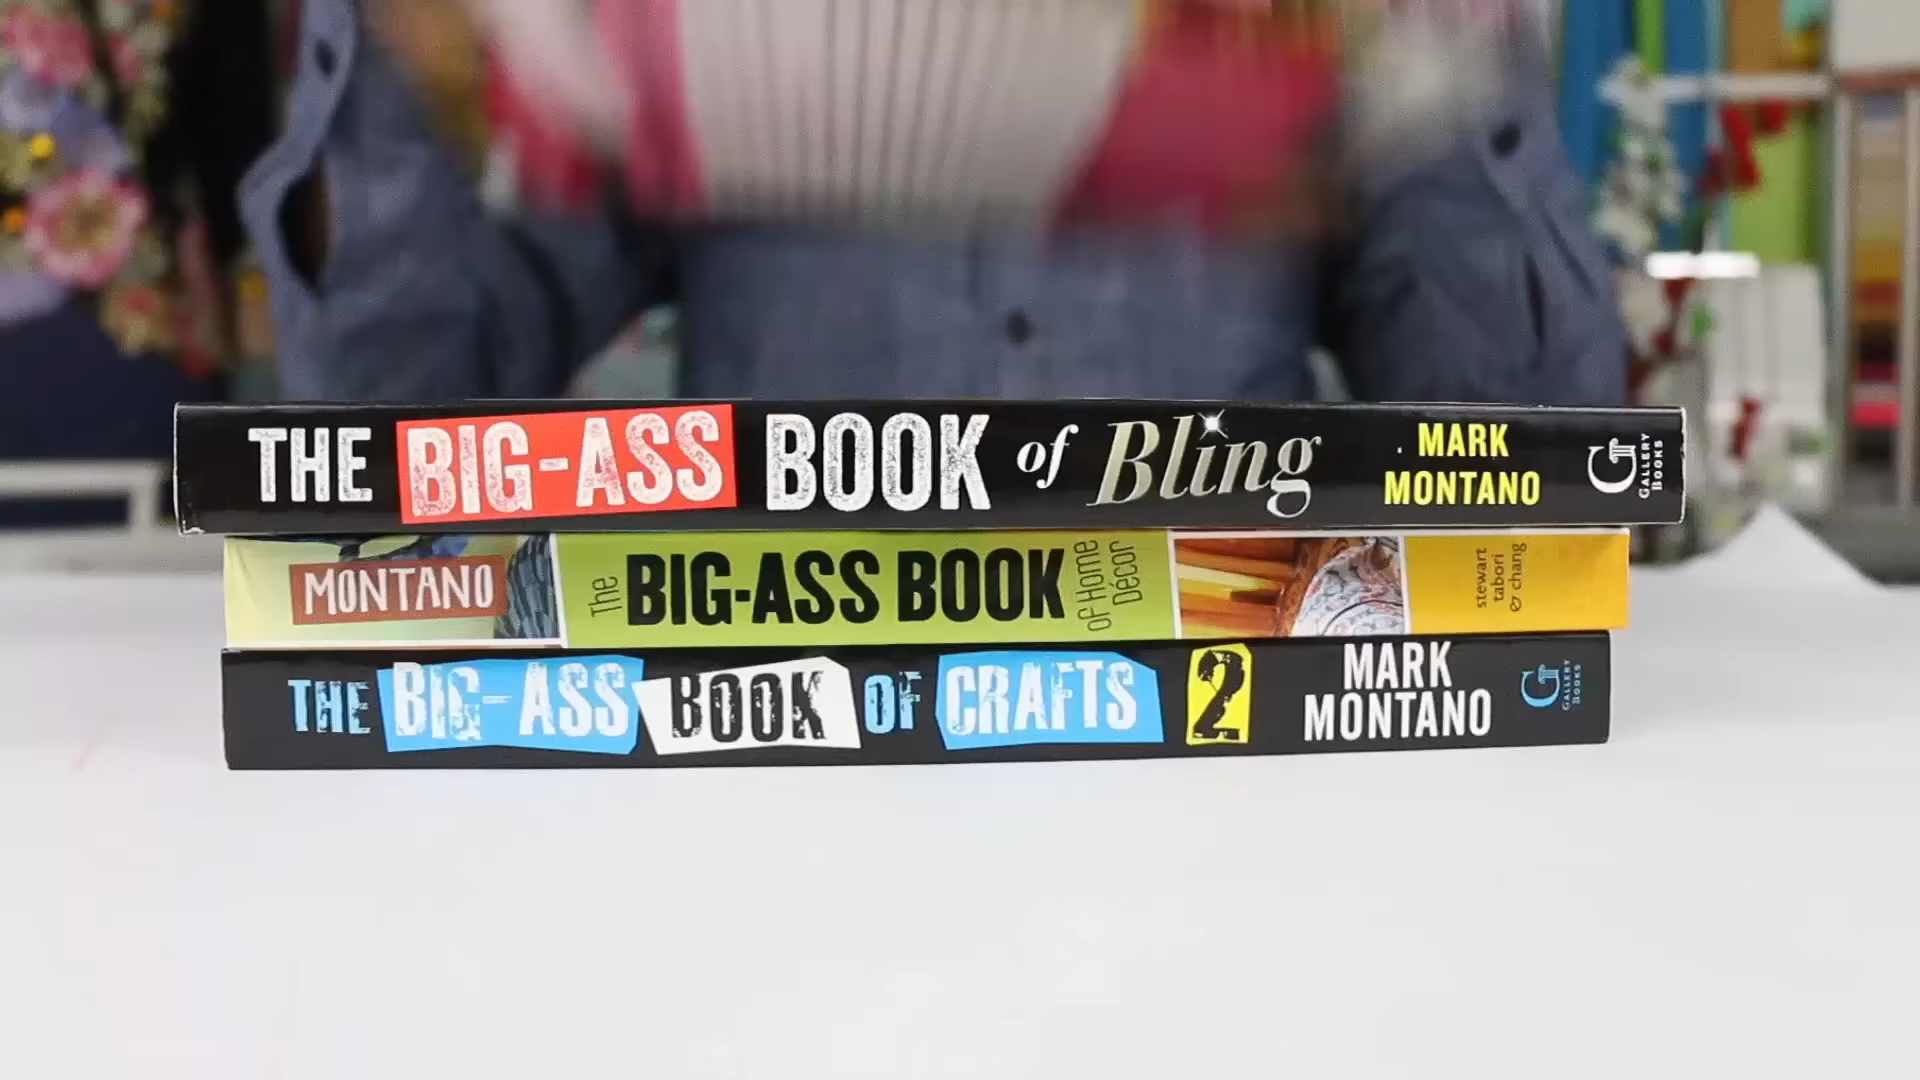 THE BIG-ASS BOOK of Bling
MARK
MONTANO
G
GALLERY
BOOKS
MONTANO
The
BIG-ASS BOOK
of Home
Décor
stewart
tabori
& chang
THE BIG-ASS BOOK OF CRAFTS 2
MARK
MONTANO
G
GALLERY
BOOKS